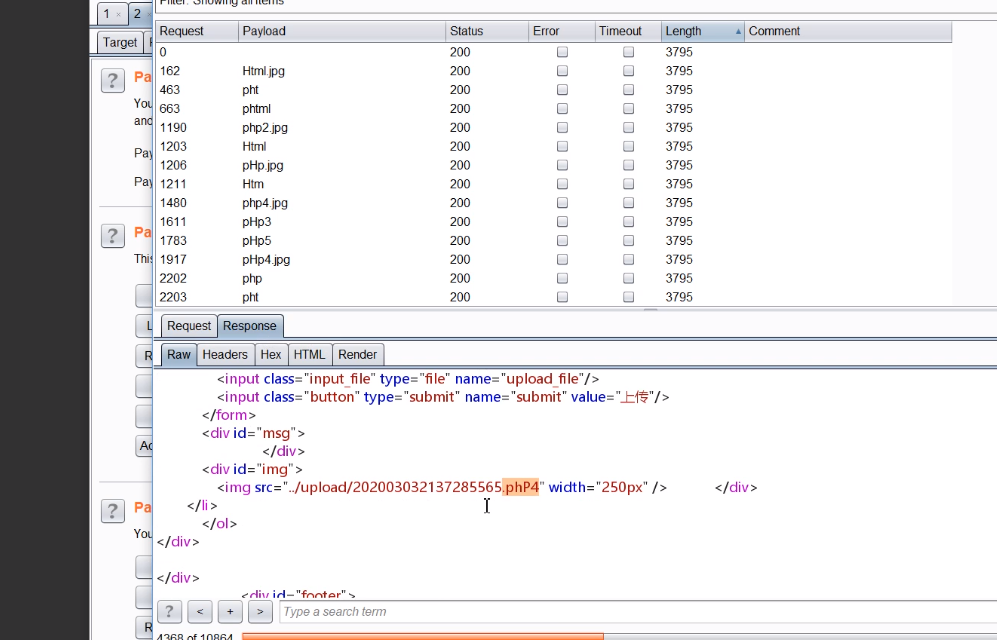 Filter: Showing all items
1 × 2
Target
Request Payload Status Error Timeout Length Comment
0 200 3795
162 Html.jpg 200 3795
463 pht 200 3795
663 phtml 200 3795
1190 php2.jpg 200 3795
1203 Html 200 3795
1206 pHp.jpg 200 3795
1211 Htm 200 3795
1480 php4.jpg 200 3795
1611 pHp3 200 3795
1783 pHp5 200 3795
1917 pHp4.jpg 200 3795
2202 php 200 3795
2203 pht 200 3795
? Pa
You
and
Pay
Pay
? Pa
This
L
R
Ac
? Pa
You
R
Request Response
Raw Headers Hex HTML Render
<input class="input_file" type="file" name="upload_file"/>
<input class="button" type="submit" name="submit" value="上传"/>
</form>
<div id="msg">
</div>
<div id="img">
<img src="../upload/202003032137285565.phP4" width="250px" /> </div>
</li>
</ol>
</div>
</div>
<div id="footer">
? < + > Type a search term
4368 of 10864